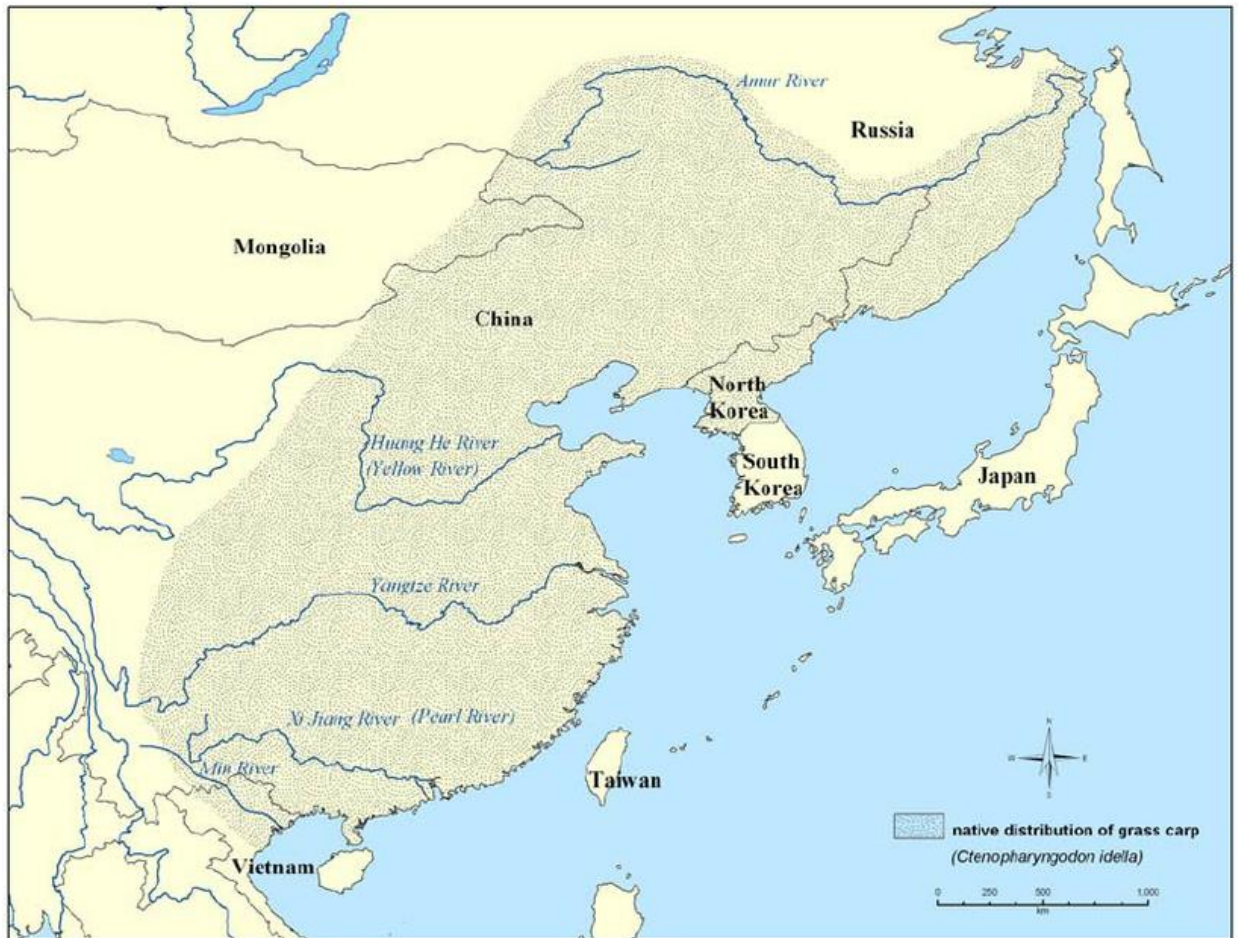 Amur River
Russia
Mongolia
China
North
Korea
Huang He River
(Yellow River)
South
Korea
Japan
Yangtze River
Xi Jiang River (Pearl River)
Min River
Taiwan
Vietnam
N
W E
S
native distribution of grass carp
(Ctenopharyngodon idella)
0 250 500 1,000
km